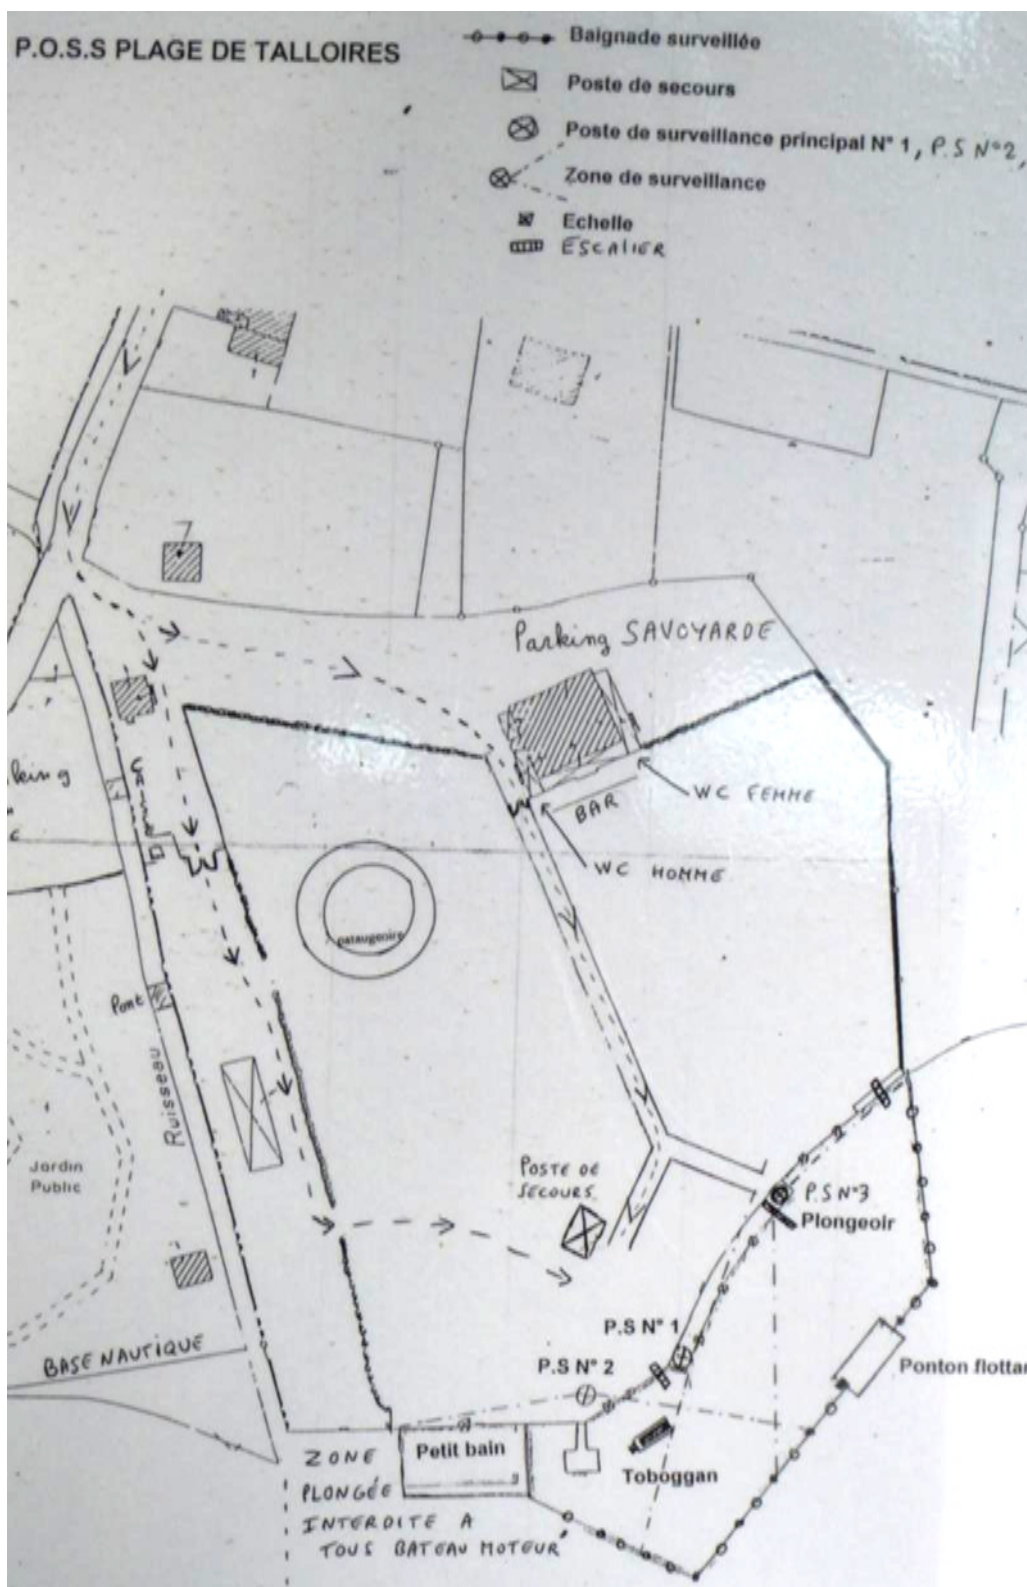 P.O.S.S PLAGE DE TALLOIRES
Baignade surveillée
Poste de secours
Poste de surveillance principal N° 1, P.S N°2,
Zone de surveillance
Echelle
ESCALIER
Parking SAVOYARDE
WC FEMME
BAR
WC HOMME
pataugeoire
Pont
Ruisseau
Jardin
Public
POSTE DE
SECOURS
P.S N°3
Plongeoir
P.S N° 1
P.S N° 2
BASE NAUTIQUE
Ponton flottan
Petit bain
Toboggan
ZONE
PLONGÉE
INTERDITE A
TOUS BATEAU MOTEUR